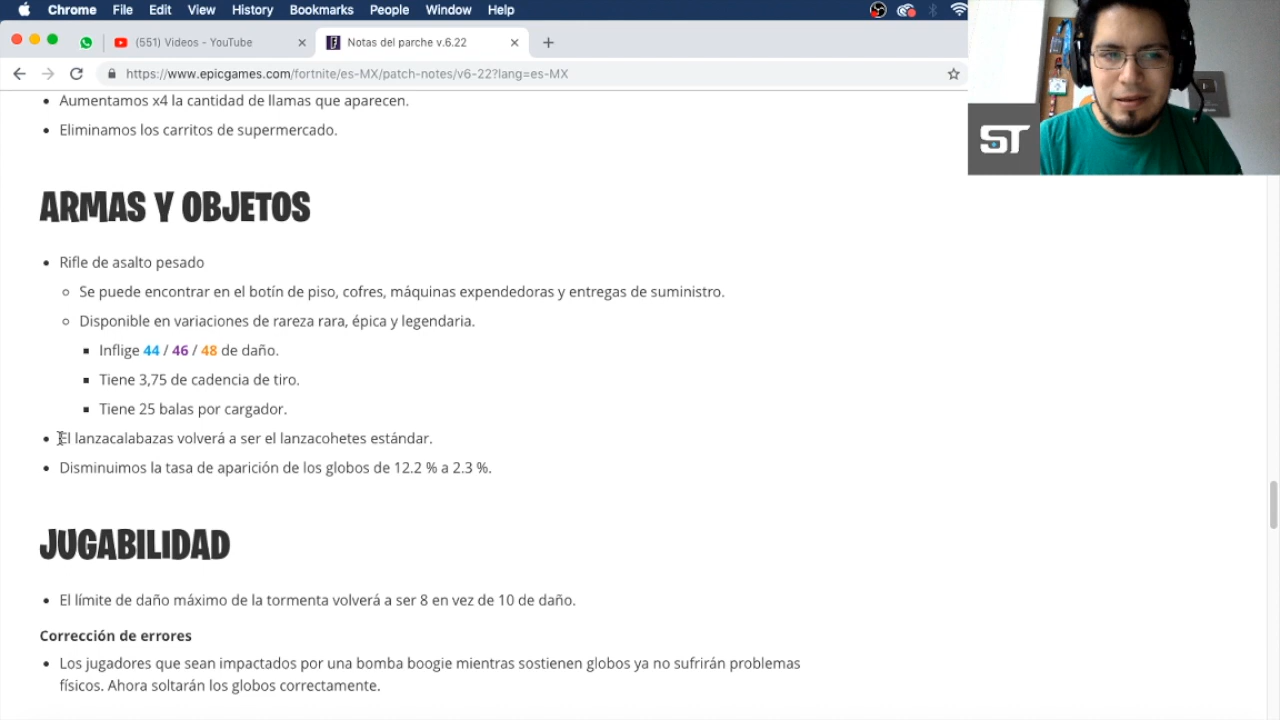 Chrome File Edit View History Bookmarks People Window Help
(551) Videos - YouTube
Notas del parche v.6.22
https://www.epicgames.com/fortnite/es-MX/patch-notes/v6-22?lang=es-MX
ST
Aumentamos x4 la cantidad de llamas que aparecen.
Eliminamos los carritos de supermercado.
ARMAS Y OBJETOS
Rifle de asalto pesado
Se puede encontrar en el botín de piso, cofres, máquinas expendedoras y entregas de suministro.
Disponible en variaciones de rareza rara, épica y legendaria.
Inflige 44 / 46 / 48 de daño.
Tiene 3,75 de cadencia de tiro.
Tiene 25 balas por cargador.
El lanzacalabazas volverá a ser el lanzacohetes estándar.
Disminuimos la tasa de aparición de los globos de 12.2 % a 2.3 %.
JUGABILIDAD
El límite de daño máximo de la tormenta volverá a ser 8 en vez de 10 de daño.
Corrección de errores
Los jugadores que sean impactados por una bomba boogie mientras sostienen globos ya no sufrirán problemas
físicos. Ahora soltarán los globos correctamente.